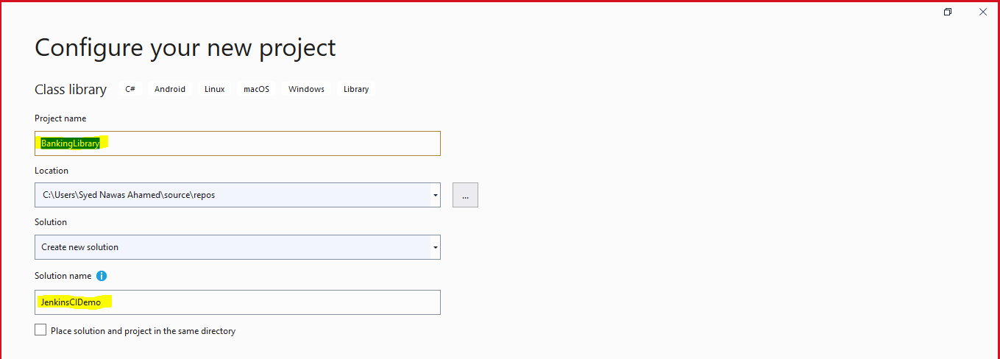 Configure your new project
Class library C# Android Linux macOS Windows Library
Project name
BankingLibrary
Location
C:\Users\Syed Nawas Ahamed\source\repos
...
Solution
Create new solution
Solution name
JenkinsCIDemo
Place solution and project in the same directory